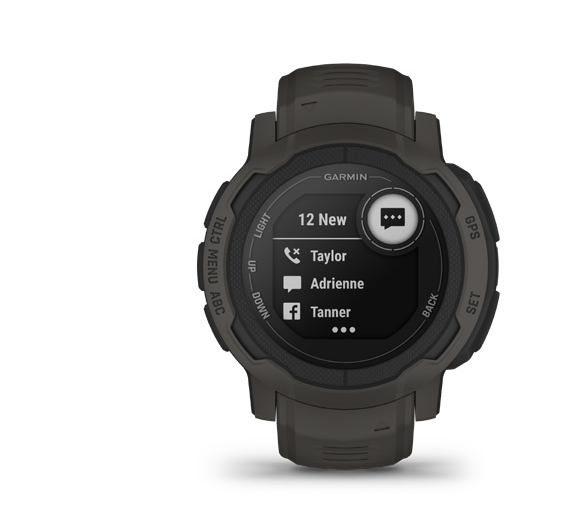 GARMIN
12 New
Taylor
Adrienne
Tanner
LIGHT
CTRL
UP
MENU
DOWN
ABC
GPS
BACK
SET